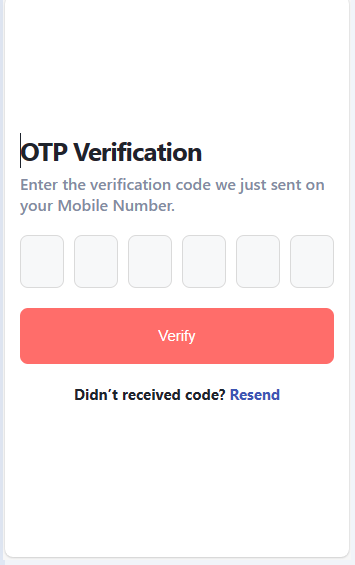 OTP Verification
Enter the verification code we just sent on
your Mobile Number.
Verify
Didn’t received code? Resend